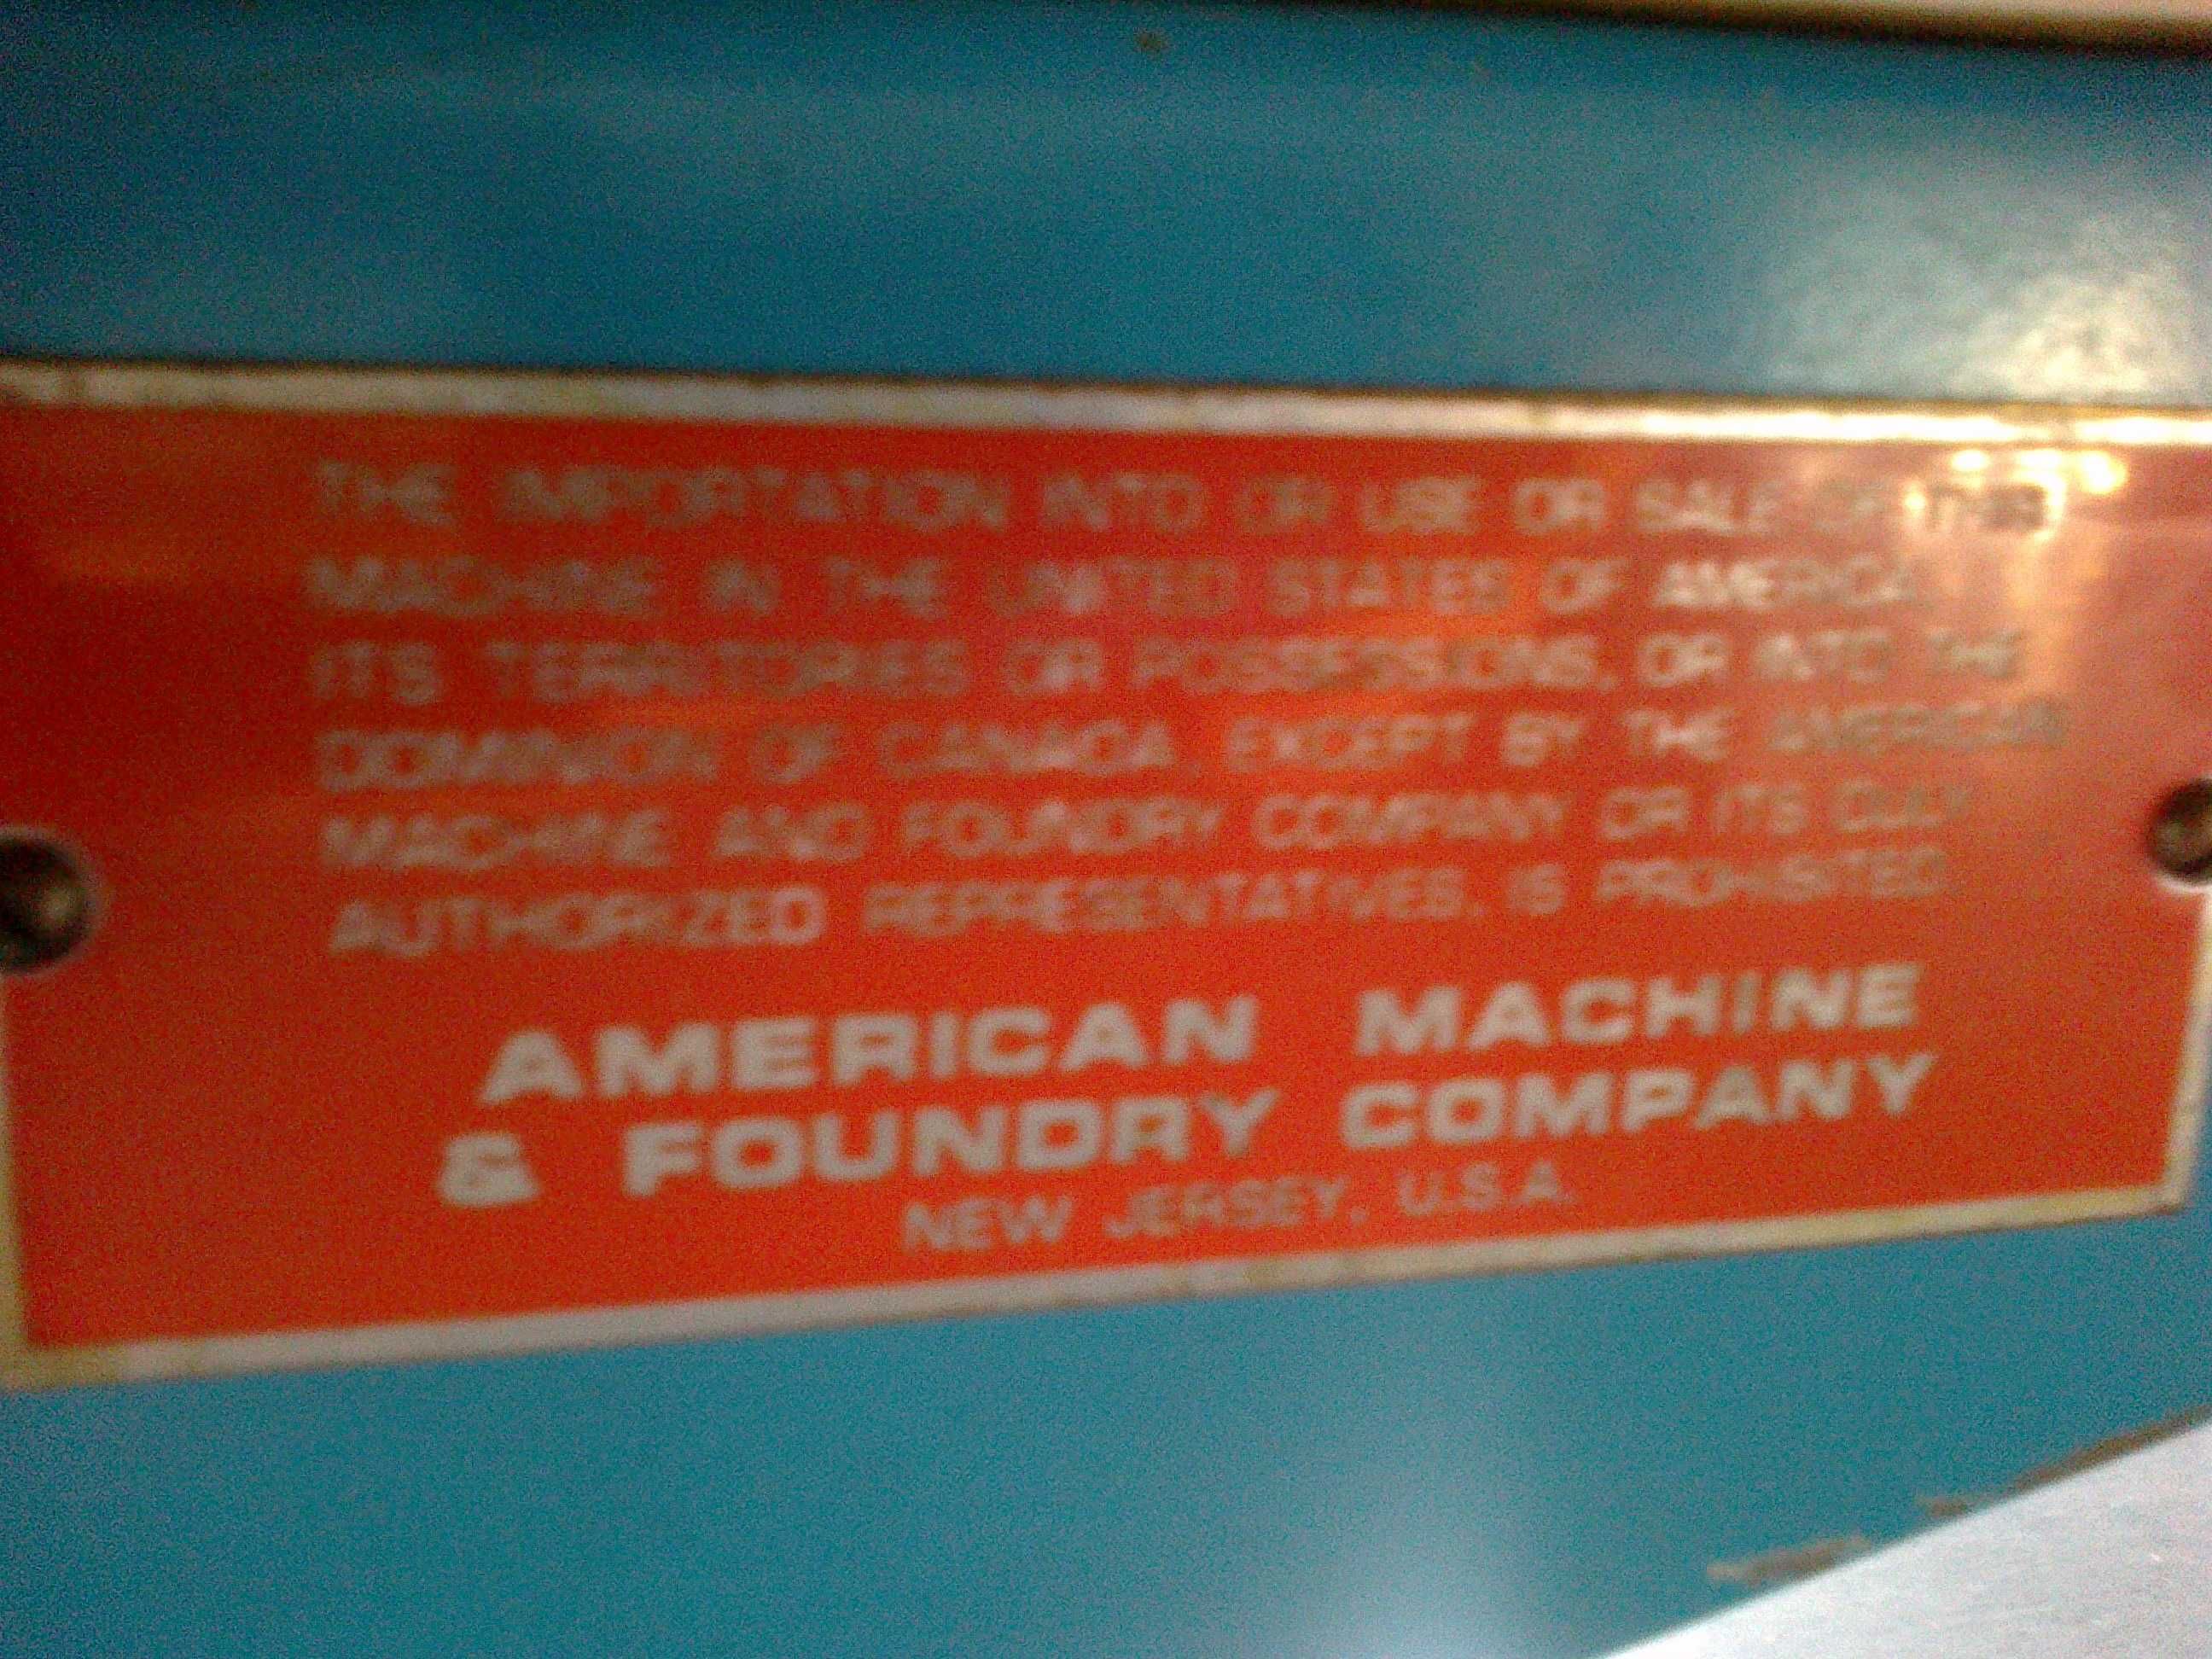 THE IMPORTATION INTO OR USE OR SALE OF THIS
MACHINE IN THE UNITED STATES OF AMERICA,
ITS TERRITORIES OR POSSESSIONS, OR INTO THE
DOMINION OF CANADA, EXCEPT BY THE AMERICAN
MACHINE AND FOUNDRY COMPANY OR ITS DULY
AUTHORIZED REPRESENTATIVES, IS PROHIBITED.
AMERICAN MACHINE
& FOUNDRY COMPANY
NEW JERSEY, U.S.A.